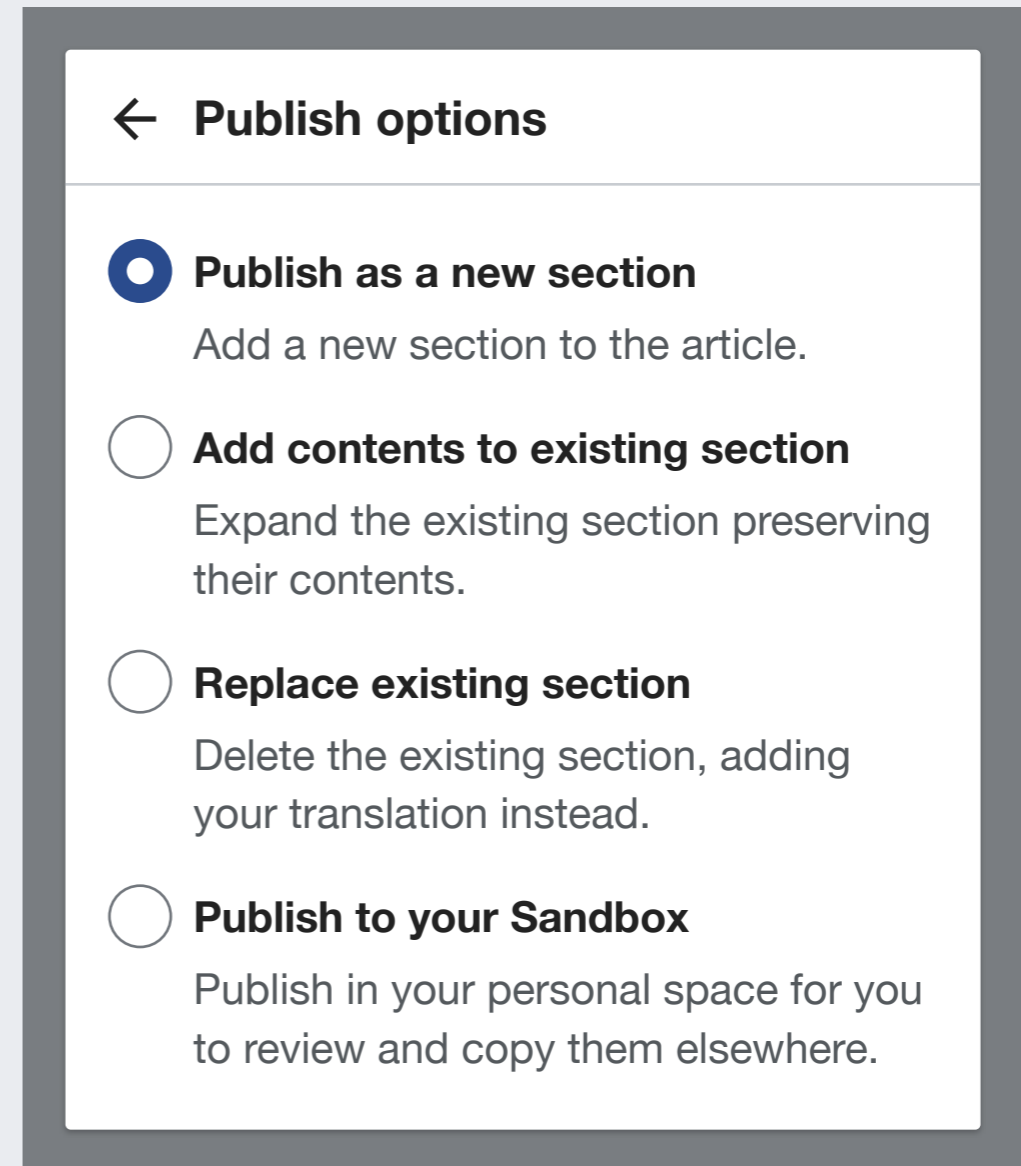 Publish options
Publish as a new section
Add a new section to the article.
Add contents to existing section
Expand the existing section preserving
their contents.
Replace existing section
Delete the existing section, adding
your translation instead.
Publish to your Sandbox
Publish in your personal space for you
to review and copy them elsewhere.